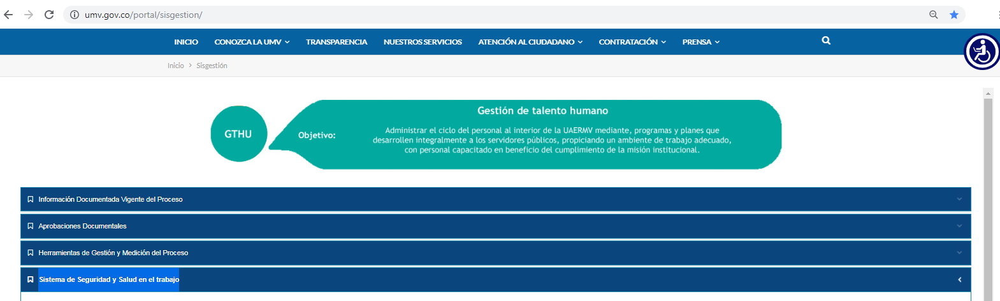 umv.gov.co/portal/sisgestion/
INICIO CONOZCA LA UMV TRANSPARENCIA NUESTROS SERVICIOS ATENCIÓN AL CIUDADANO CONTRATACIÓN PRENSA
Inicio > Sisgestión
Gestión de talento humano
GTHU
Objetivo:
Administrar el ciclo del personal al interior de la UAERMV mediante, programas y planes que
desarrollen integralmente a los servidores públicos, propiciando un ambiente de trabajo adecuado,
con personal capacitado en beneficio del cumplimiento de la misión institucional.
Información Documentada Vigente del Proceso
Aprobaciones Documentales
Herramientas de Gestión y Medición del Proceso
Sistema de Seguridad y Salud en el trabajo